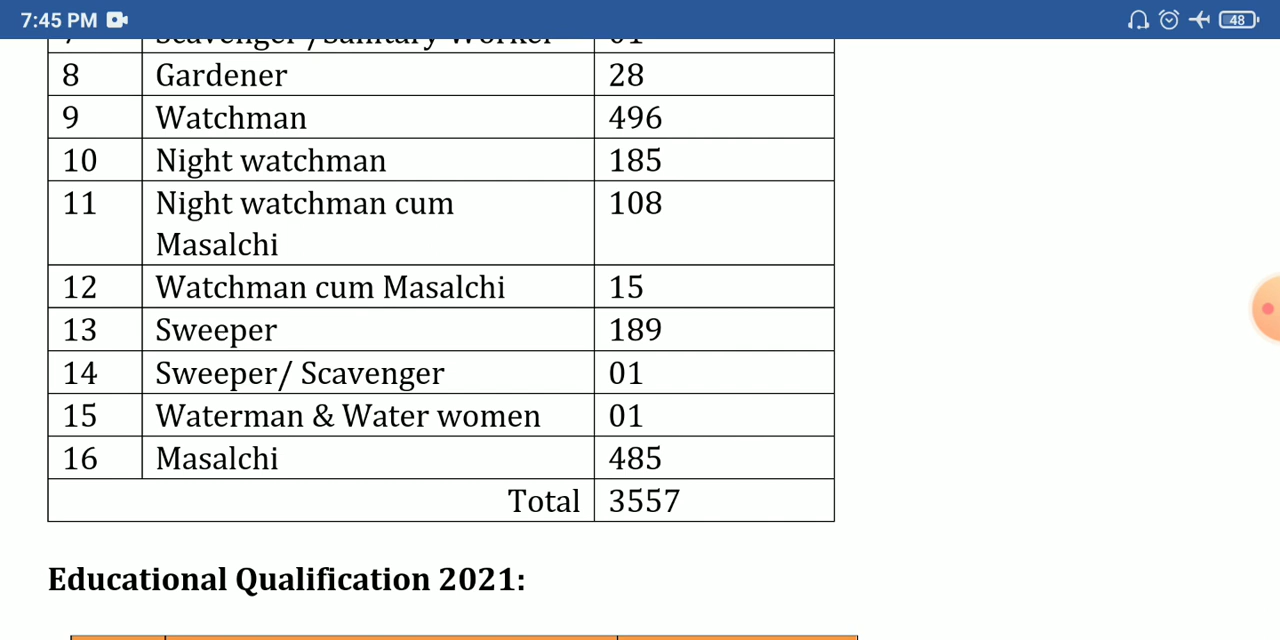 7:45 PM 48
7 Scavenger /Sanitary Worker 01
8 Gardener 28
9 Watchman 496
10 Night watchman 185
11 Night watchman cum 108
Masalchi
12 Watchman cum Masalchi 15
13 Sweeper 189
14 Sweeper/ Scavenger 01
15 Waterman & Water women 01
16 Masalchi 485
Total 3557
Educational Qualification 2021: